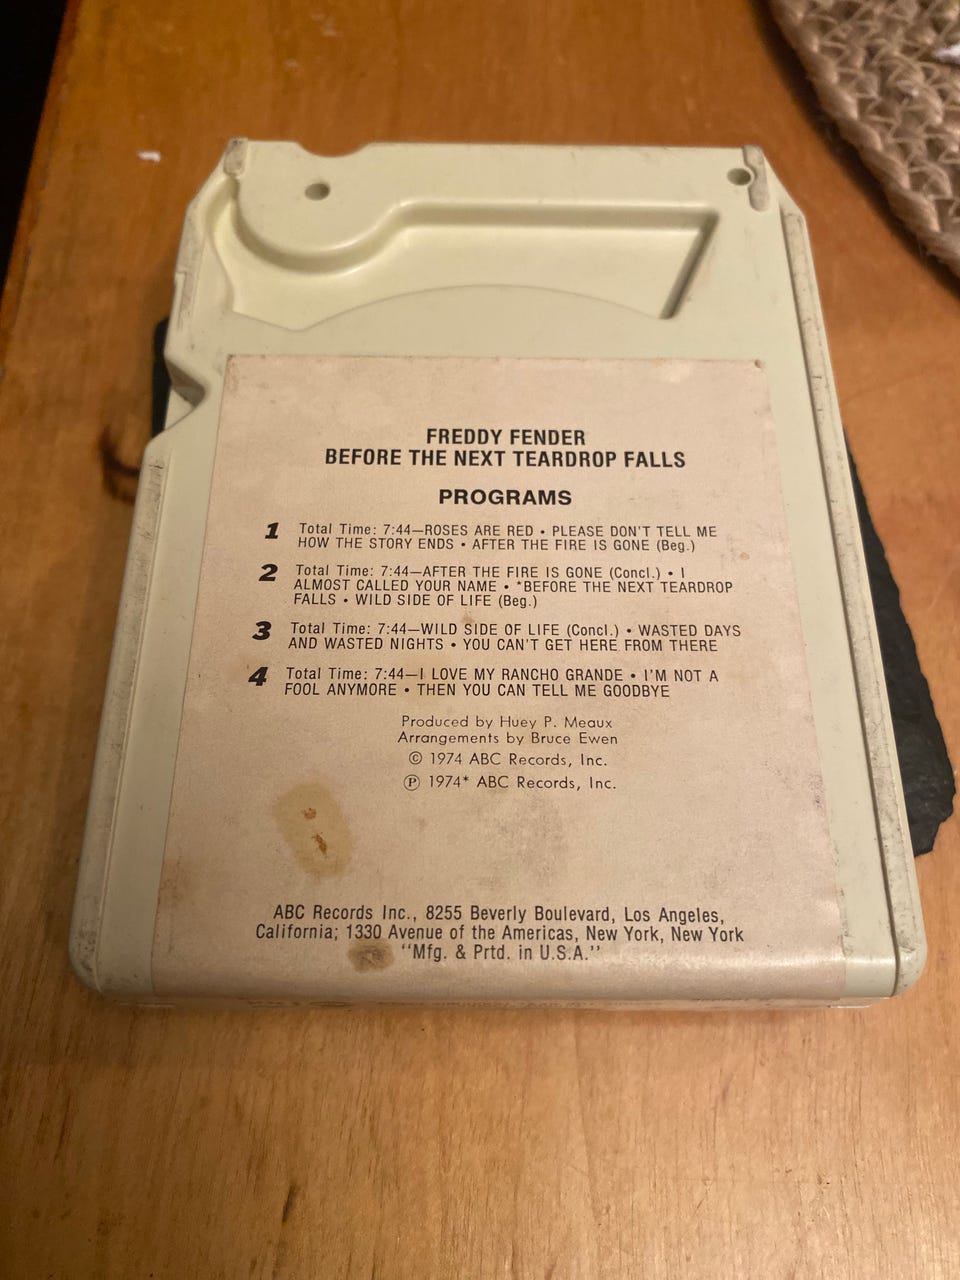 FREDDY FENDER
BEFORE THE NEXT TEARDROP FALLS
PROGRAMS
1 Total Time: 7:44—ROSES ARE RED • PLEASE DON'T TELL ME
HOW THE STORY ENDS • AFTER THE FIRE IS GONE (Beg.)
2 Total Time: 7:44—AFTER THE FIRE IS GONE (Concl.) • I
ALMOST CALLED YOUR NAME • *BEFORE THE NEXT TEARDROP
FALLS • WILD SIDE OF LIFE (Beg.)
3 Total Time: 7:44—WILD SIDE OF LIFE (Concl.) • WASTED DAYS
AND WASTED NIGHTS • YOU CAN'T GET HERE FROM THERE
4 Total Time: 7:44—I LOVE MY RANCHO GRANDE • I'M NOT A
FOOL ANYMORE • THEN YOU CAN TELL ME GOODBYE
Produced by Huey P. Meaux
Arrangements by Bruce Ewen
© 1974 ABC Records, Inc.
℗ 1974* ABC Records, Inc.
ABC Records Inc., 8255 Beverly Boulevard, Los Angeles,
California; 1330 Avenue of the Americas, New York, New York
"Mfg. & Prtd. in U.S.A."